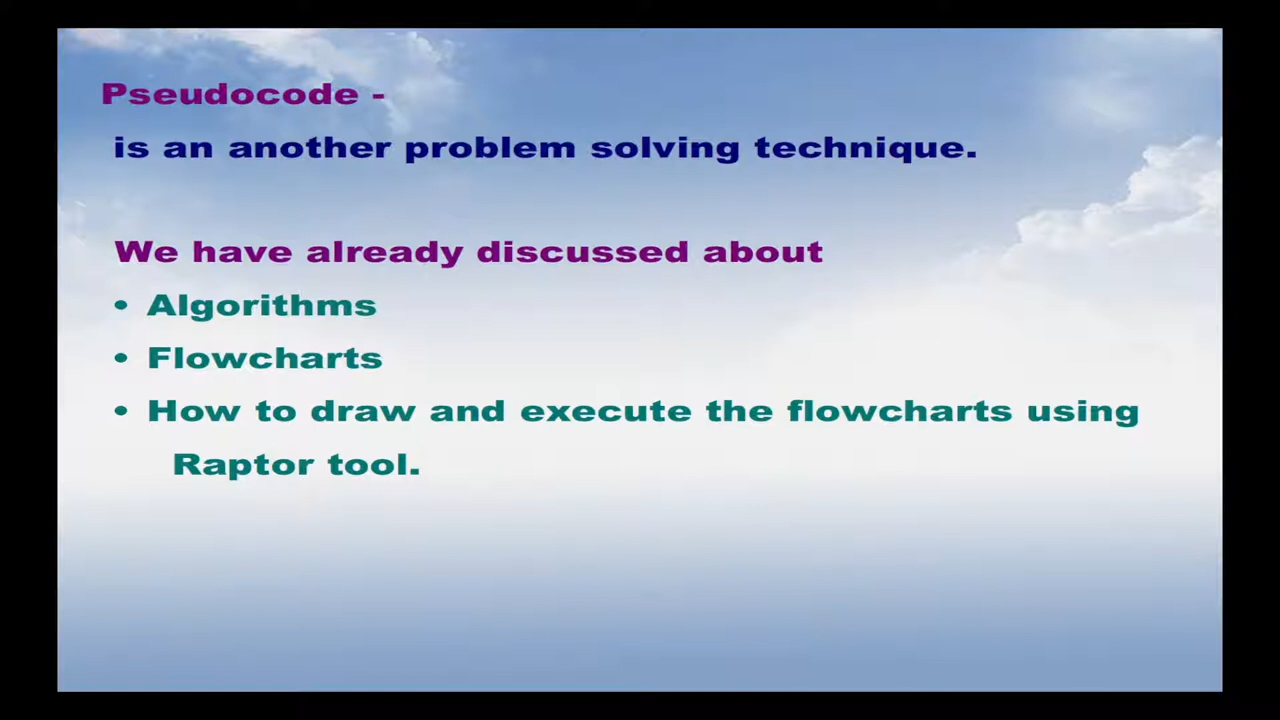 Pseudocode -
is an another problem solving technique.
We have already discussed about
• Algorithms
• Flowcharts
• How to draw and execute the flowcharts using
Raptor tool.